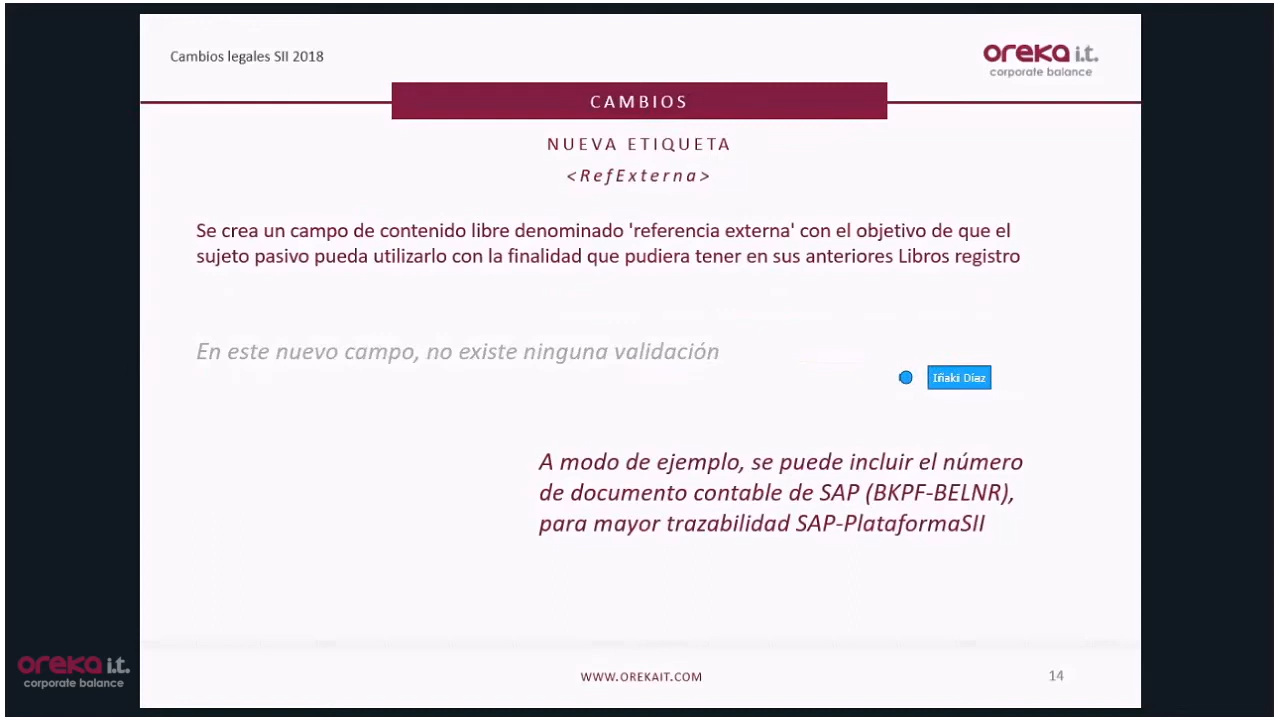 Cambios legales SII 2018
oreka i.t.
corporate balance
CAMBIOS
NUEVA ETIQUETA
<RefExterna>
Se crea un campo de contenido libre denominado 'referencia externa' con el objetivo de que el
sujeto pasivo pueda utilizarlo con la finalidad que pudiera tener en sus anteriores Libros registro
En este nuevo campo, no existe ninguna validación
Iñaki Díaz
A modo de ejemplo, se puede incluir el número
de documento contable de SAP (BKPF-BELNR),
para mayor trazabilidad SAP-PlataformaSII
oreka i.t.
corporate balance
WWW.OREKAIT.COM
14